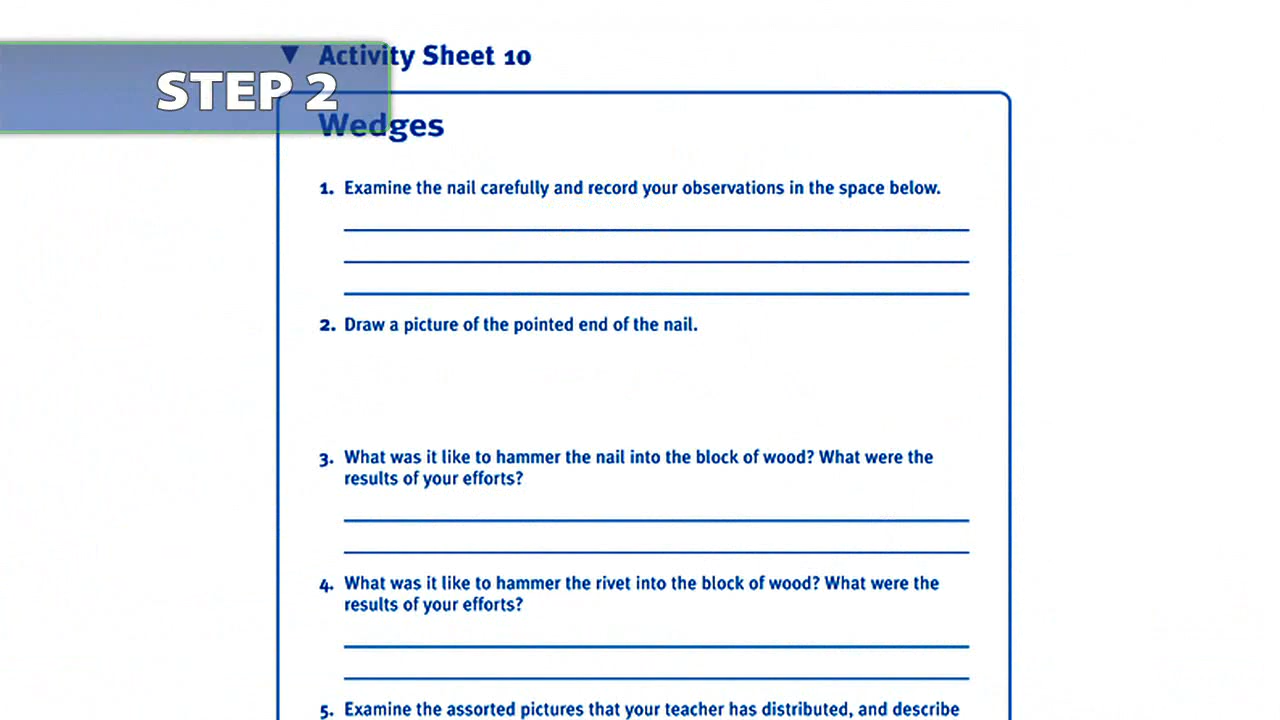 ▼ Activity Sheet 10
STEP 2
Wedges
1. Examine the nail carefully and record your observations in the space below.
2. Draw a picture of the pointed end of the nail.
3. What was it like to hammer the nail into the block of wood? What were the
results of your efforts?
4. What was it like to hammer the rivet into the block of wood? What were the
results of your efforts?
5. Examine the assorted pictures that your teacher has distributed, and describe